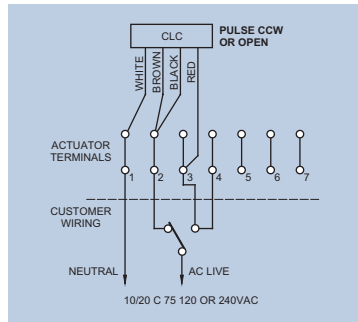 CLC
PULSE CCW
OR OPEN
WHITE
BROWN
BLACK
RED
ACTUATOR
TERMINALS
1 2 3 4 5 6 7
CUSTOMER
WIRING
NEUTRAL
AC LIVE
10/20 C 75 120 OR 240VAC